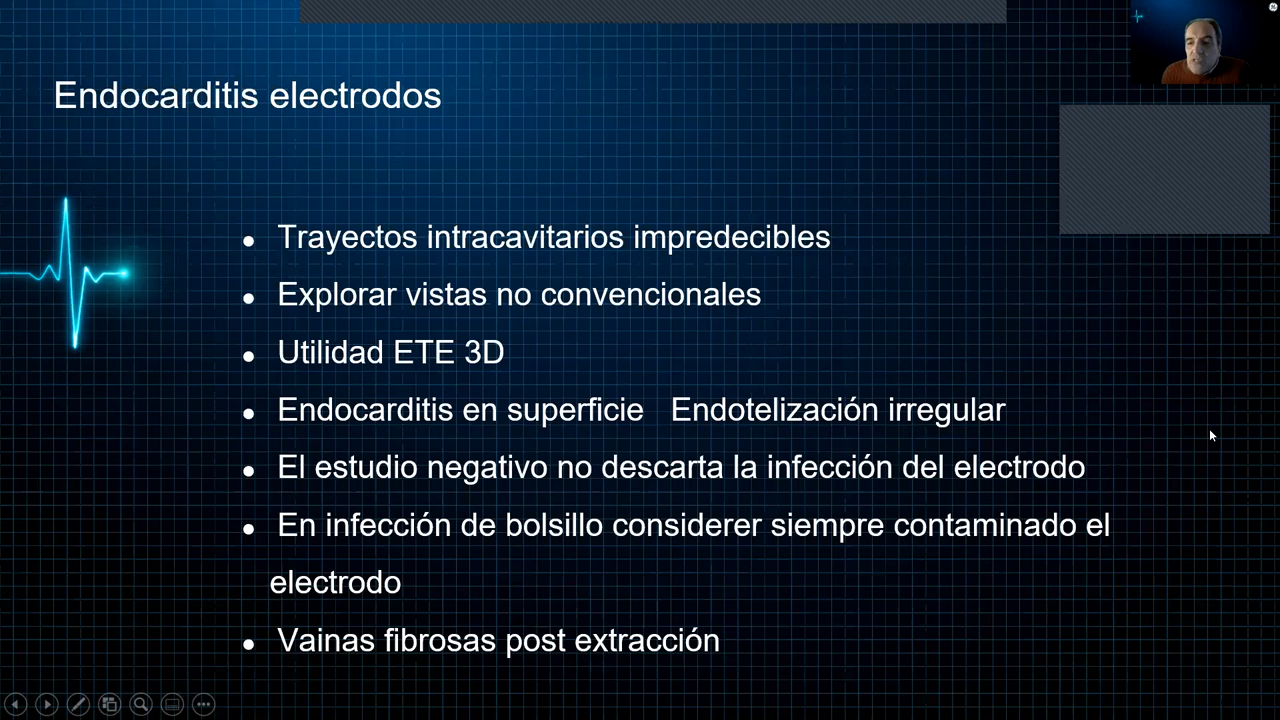 Endocarditis electrodos
● Trayectos intracavitarios impredecibles
● Explorar vistas no convencionales
● Utilidad ETE 3D
● Endocarditis en superficie   Endotelización irregular
● El estudio negativo no descarta la infección del electrodo
● En infección de bolsillo considerer siempre contaminado el
electrodo
● Vainas fibrosas post extracción